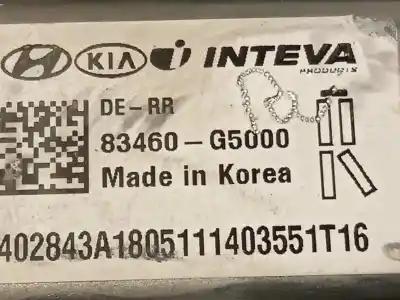 KIA INTEVA
PRODUCTS
DE-RR
83460-G5000
Made in Korea
402843A1805111403551T16